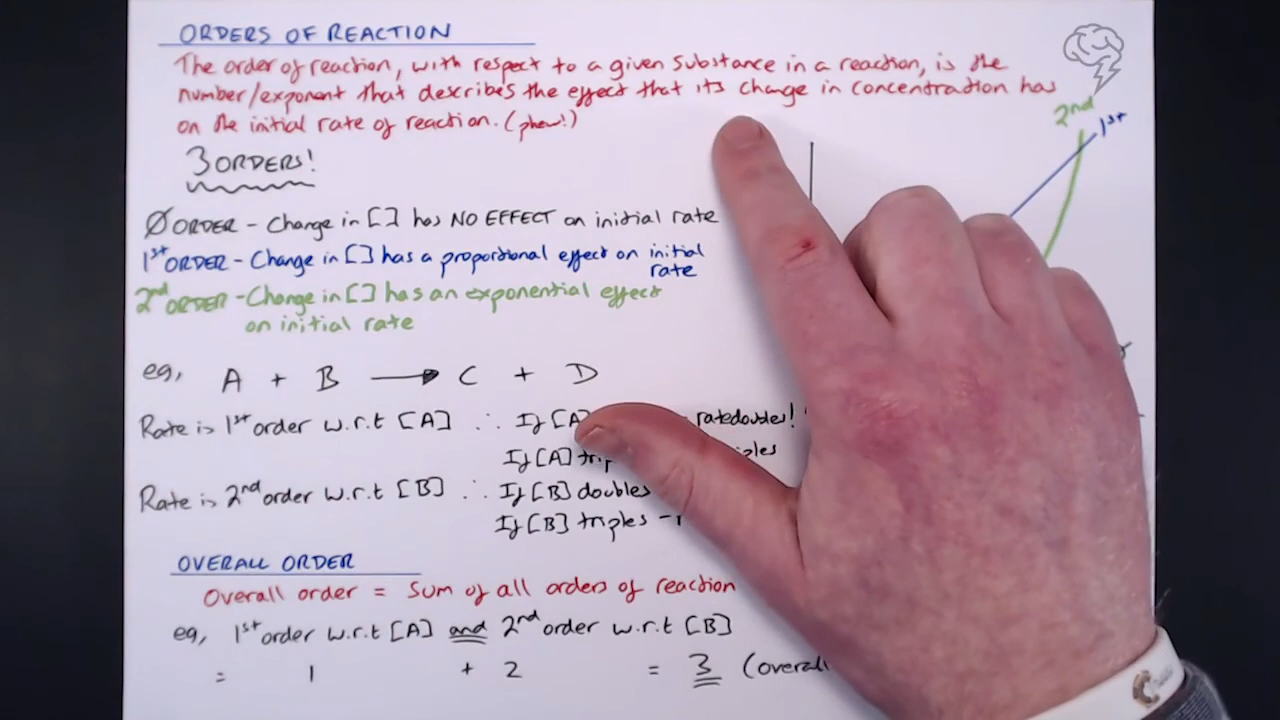 ORDERS OF REACTION
The order of reaction, with respect to a given substance in a reaction, is the
number/exponent that describes the effect that its change in concentration has
on the initial rate of reaction. (phew!)
3 ORDERS!
Ø ORDER - Change in [ ] has NO EFFECT on initial rate
1st ORDER - Change in [ ] has a proportional effect on initial
rate
2nd ORDER - Change in [ ] has an exponential effect
on initial rate
2nd
1st
eg, A + B → C + D
Rate is 1st order w.r.t [A] ∴ If [A] rate doubles!
If [A]
Rate is 2nd order w.r.t [B] ∴ If [B] doubles
If [B] triples -
OVERALL ORDER
Overall order = Sum of all orders of reaction
eg, 1st order w.r.t [A] and 2nd order w.r.t [B]
= 1 + 2 = 3 (overall